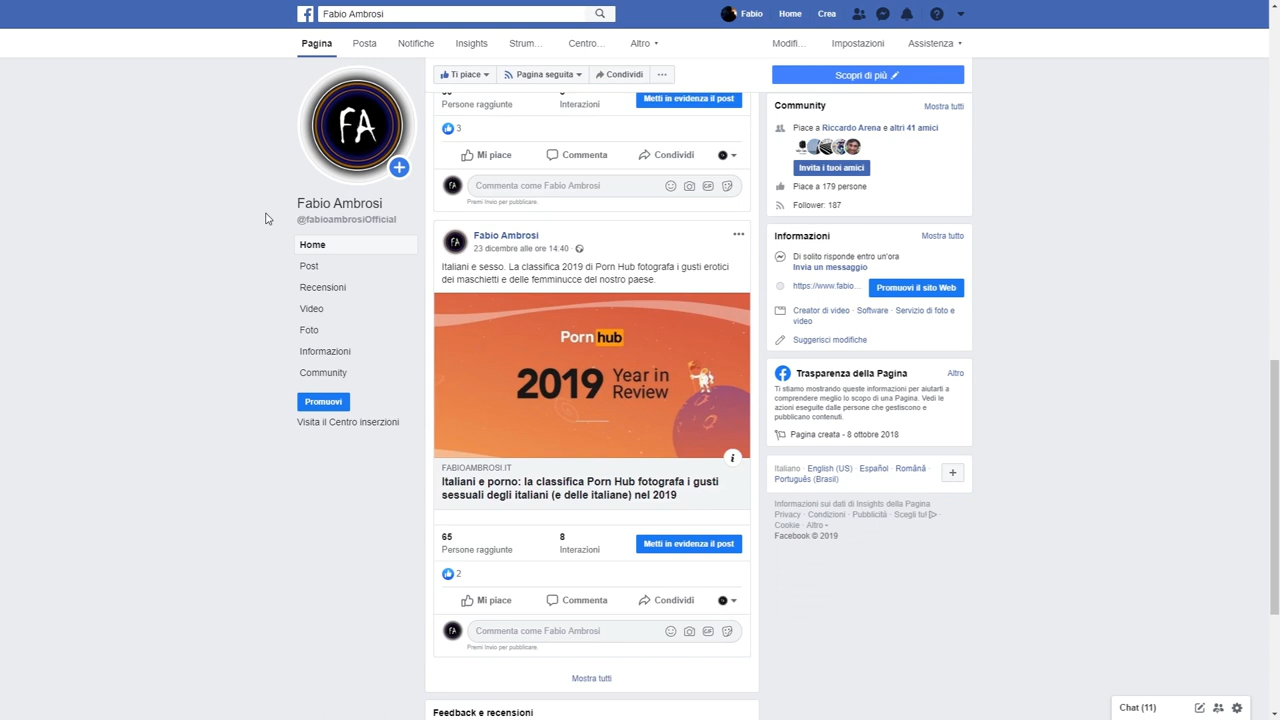 Fabio Ambrosi
Fabio
Home
Crea
Pagina
Posta
Notifiche
Insights
Strum...
Centro...
Altro
Modifi...
Impostazioni
Assistenza
FA
Fabio Ambrosi
@fabioambrosiOfficial
Home
Post
Recensioni
Video
Foto
Informazioni
Community
Promuovi
Visita il Centro inserzioni
Ti piace
Pagina seguita
Condividi
Scopri di più
Persone raggiunte
Interazioni
Metti in evidenza il post
3
Mi piace
Commenta
Condividi
FA
Commenta come Fabio Ambrosi
Premi Invio per pubblicare.
FA
Fabio Ambrosi
23 dicembre alle ore 14:40 ·
Italiani e sesso. La classifica 2019 di Porn Hub fotografa i gusti erotici
dei maschietti e delle femminucce del nostro paese.
Porn hub
2019 Year in
Review
FABIOAMBROSI.IT
Italiani e porno: la classifica Porn Hub fotografa i gusti
sessuali degli italiani (e delle italiane) nel 2019
65
Persone raggiunte
8
Interazioni
Metti in evidenza il post
2
Mi piace
Commenta
Condividi
FA
Commenta come Fabio Ambrosi
Premi Invio per pubblicare.
Mostra tutti
Feedback e recensioni
Community
Mostra tutti
Piace a Riccardo Arena e altri 41 amici
Invita i tuoi amici
Piace a 179 persone
Follower: 187
Informazioni
Mostra tutto
Di solito risponde entro un'ora
Invia un messaggio
https://www.fabio...
Promuovi il sito Web
Creator di video · Software · Servizio di foto e
video
Suggerisci modifiche
Trasparenza della Pagina
Altro
Ti stiamo mostrando queste informazioni per aiutarti a
comprendere meglio lo scopo di una Pagina. Vedi le
azioni eseguite dalle persone che gestiscono e
pubblicano contenuti.
Pagina creata - 8 ottobre 2018
Italiano · English (US) · Español · Română ·
Português (Brasil)
Informazioni sui dati di Insights della Pagina
Privacy · Condizioni · Pubblicità · Scegli tu! ·
Cookie · Altro
Facebook © 2019
Chat (11)